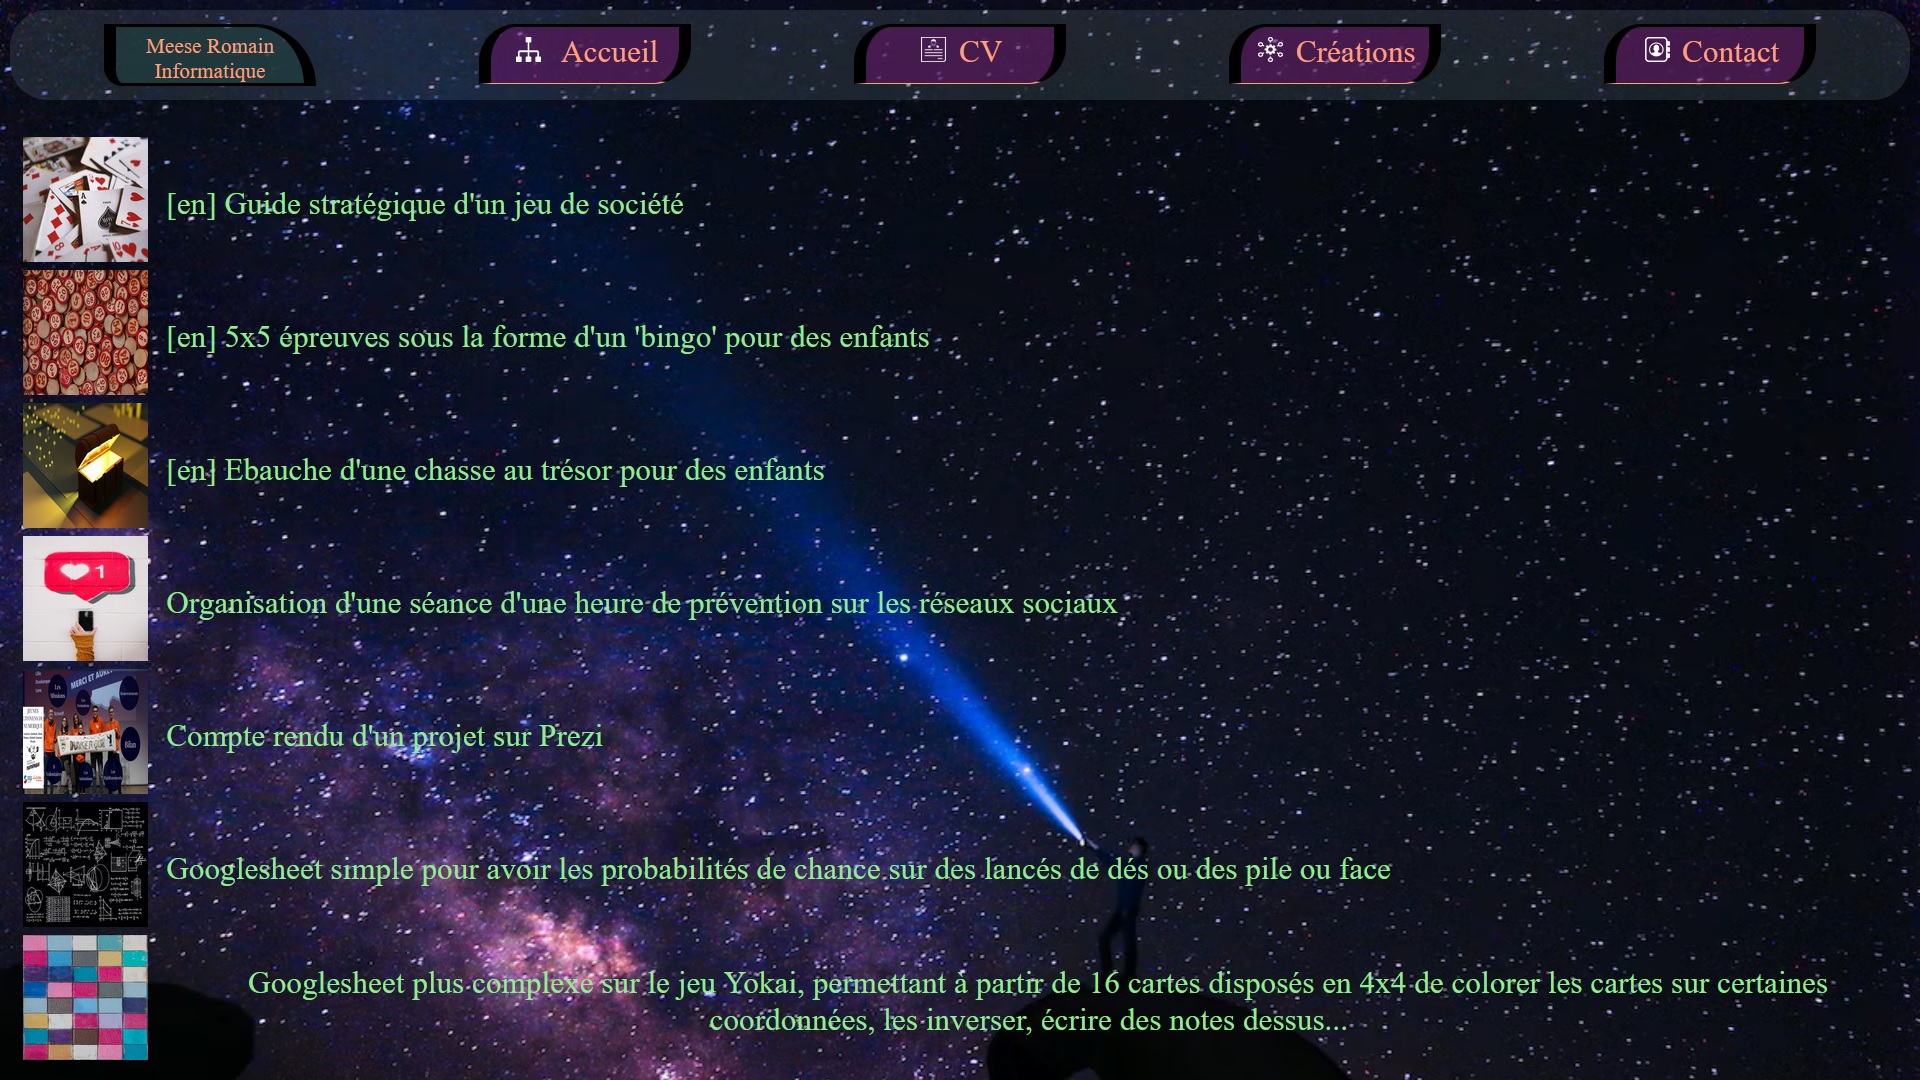 Meese Romain
Informatique
Accueil
CV
Créations
Contact
[en] Guide stratégique d'un jeu de société
[en] 5x5 épreuves sous la forme d'un 'bingo' pour des enfants
[en] Ebauche d'une chasse au trésor pour des enfants
1
Organisation d'une séance d'une heure de prévention sur les réseaux sociaux
Compte rendu d'un projet sur Prezi
Googlesheet simple pour avoir les probabilités de chance sur des lancés de dés ou des pile ou face
Googlesheet plus complexe sur le jeu Yokai, permettant à partir de 16 cartes disposés en 4x4 de colorer les cartes sur certaines
coordonnées, les inverser, écrire des notes dessus...